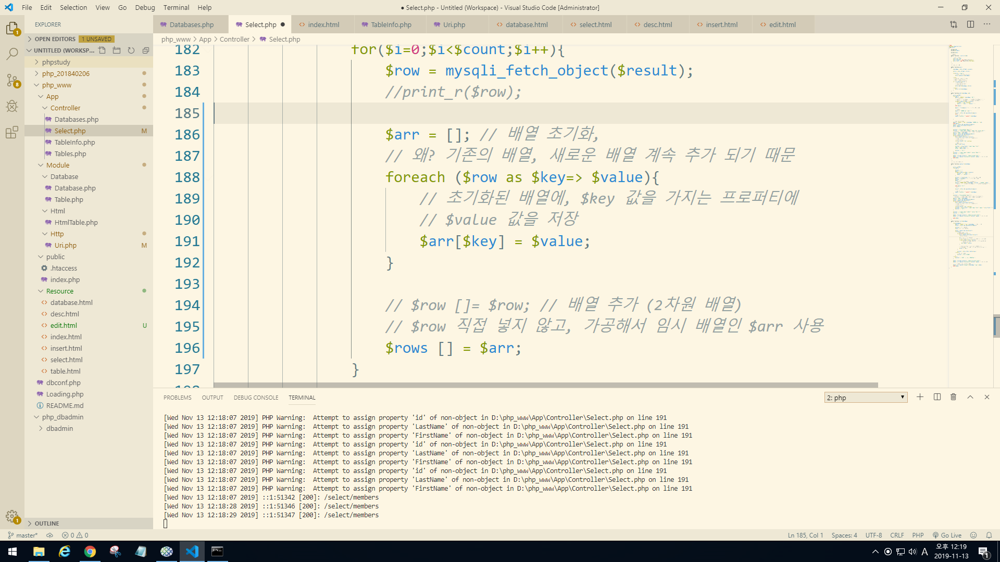 File Edit Selection View Go Debug Terminal Help
● Select.php - Untitled (Workspace) - Visual Studio Code [Administrator]
EXPLORER
Databases.php
Select.php
index.html
TableInfo.php
Uri.php
database.html
select.html
desc.html
insert.html
edit.html
OPEN EDITORS 1 UNSAVED
UNTITLED (WORKSP...
phpstudy
php_201840206
php_www
App
Controller
Databases.php
Select.php M
TableInfo.php
Tables.php
Module
Database
Database.php
Table.php
Html
HtmlTable.php
Http
Uri.php M
public
.htaccess
index.php
Resource
database.html
desc.html
edit.html U
index.html
insert.html
select.html
table.html
dbconf.php
Loading.php
README.md
php_dbadmin
dbadmin
OUTLINE
1
8
1
php_www > App > Controller > Select.php
182 for($i=0;$i<$count;$i++){
183 $row = mysqli_fetch_object($result);
184 //print_r($row);
185
186 $arr = []; // 배열 초기화,
187 // 왜? 기존의 배열, 새로운 배열 계속 추가 되기 때문
188 foreach ($row as $key=> $value){
189 // 초기화된 배열에, $key 값을 가지는 프로퍼티에
190 // $value 값을 저장
191 $arr[$key] = $value;
192 }
193
194 // $row []= $row; // 배열 추가 (2차원 배열)
195 // $row 직접 넣지 않고, 가공해서 임시 배열인 $arr 사용
196 $rows [] = $arr;
197 }
198
PROBLEMS OUTPUT DEBUG CONSOLE TERMINAL
2: php
[Wed Nov 13 12:18:07 2019] PHP Warning:  Attempt to assign property 'id' of non-object in D:\php_www\App\Controller\Select.php on line 191
[Wed Nov 13 12:18:07 2019] PHP Warning:  Attempt to assign property 'LastName' of non-object in D:\php_www\App\Controller\Select.php on line 191
[Wed Nov 13 12:18:07 2019] PHP Warning:  Attempt to assign property 'FirstName' of non-object in D:\php_www\App\Controller\Select.php on line 191
[Wed Nov 13 12:18:07 2019] PHP Warning:  Attempt to assign property 'id' of non-object in D:\php_www\App\Controller\Select.php on line 191
[Wed Nov 13 12:18:07 2019] PHP Warning:  Attempt to assign property 'LastName' of non-object in D:\php_www\App\Controller\Select.php on line 191
[Wed Nov 13 12:18:07 2019] PHP Warning:  Attempt to assign property 'FirstName' of non-object in D:\php_www\App\Controller\Select.php on line 191
[Wed Nov 13 12:18:07 2019] PHP Warning:  Attempt to assign property 'id' of non-object in D:\php_www\App\Controller\Select.php on line 191
[Wed Nov 13 12:18:07 2019] PHP Warning:  Attempt to assign property 'LastName' of non-object in D:\php_www\App\Controller\Select.php on line 191
[Wed Nov 13 12:18:07 2019] PHP Warning:  Attempt to assign property 'FirstName' of non-object in D:\php_www\App\Controller\Select.php on line 191
[Wed Nov 13 12:18:07 2019] ::1:51342 [200]: /select/members
[Wed Nov 13 12:18:28 2019] ::1:51346 [200]: /select/members
[Wed Nov 13 12:18:29 2019] ::1:51347 [200]: /select/members
master* 0 0 Ln 185, Col 1 Spaces: 4 UTF-8 CRLF PHP Go Live
A 오후 12:19
2019-11-13
1